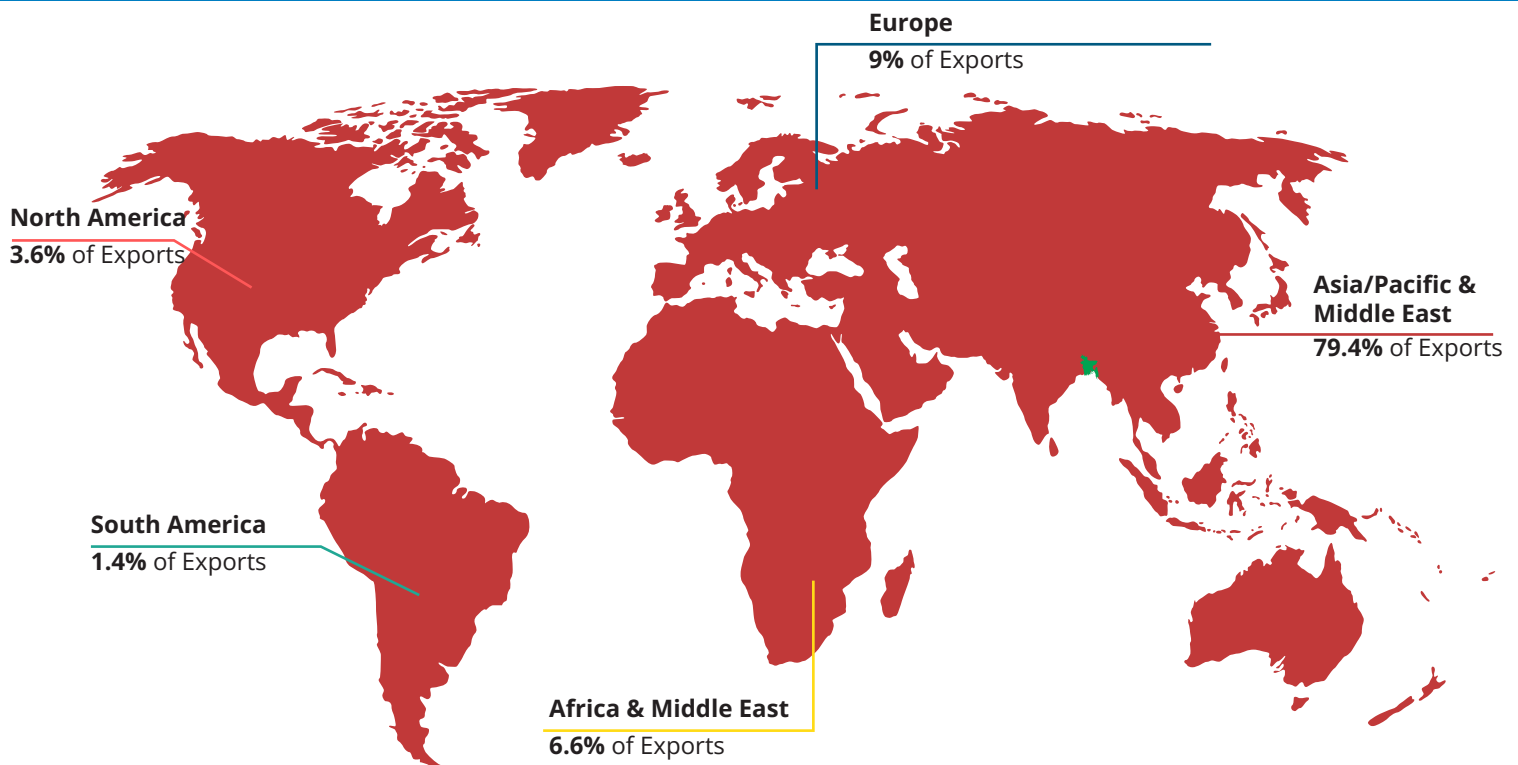 Europe
9% of Exports
North America
3.6% of Exports
Asia/Pacific &
Middle East
79.4% of Exports
South America
1.4% of Exports
Africa & Middle East
6.6% of Exports